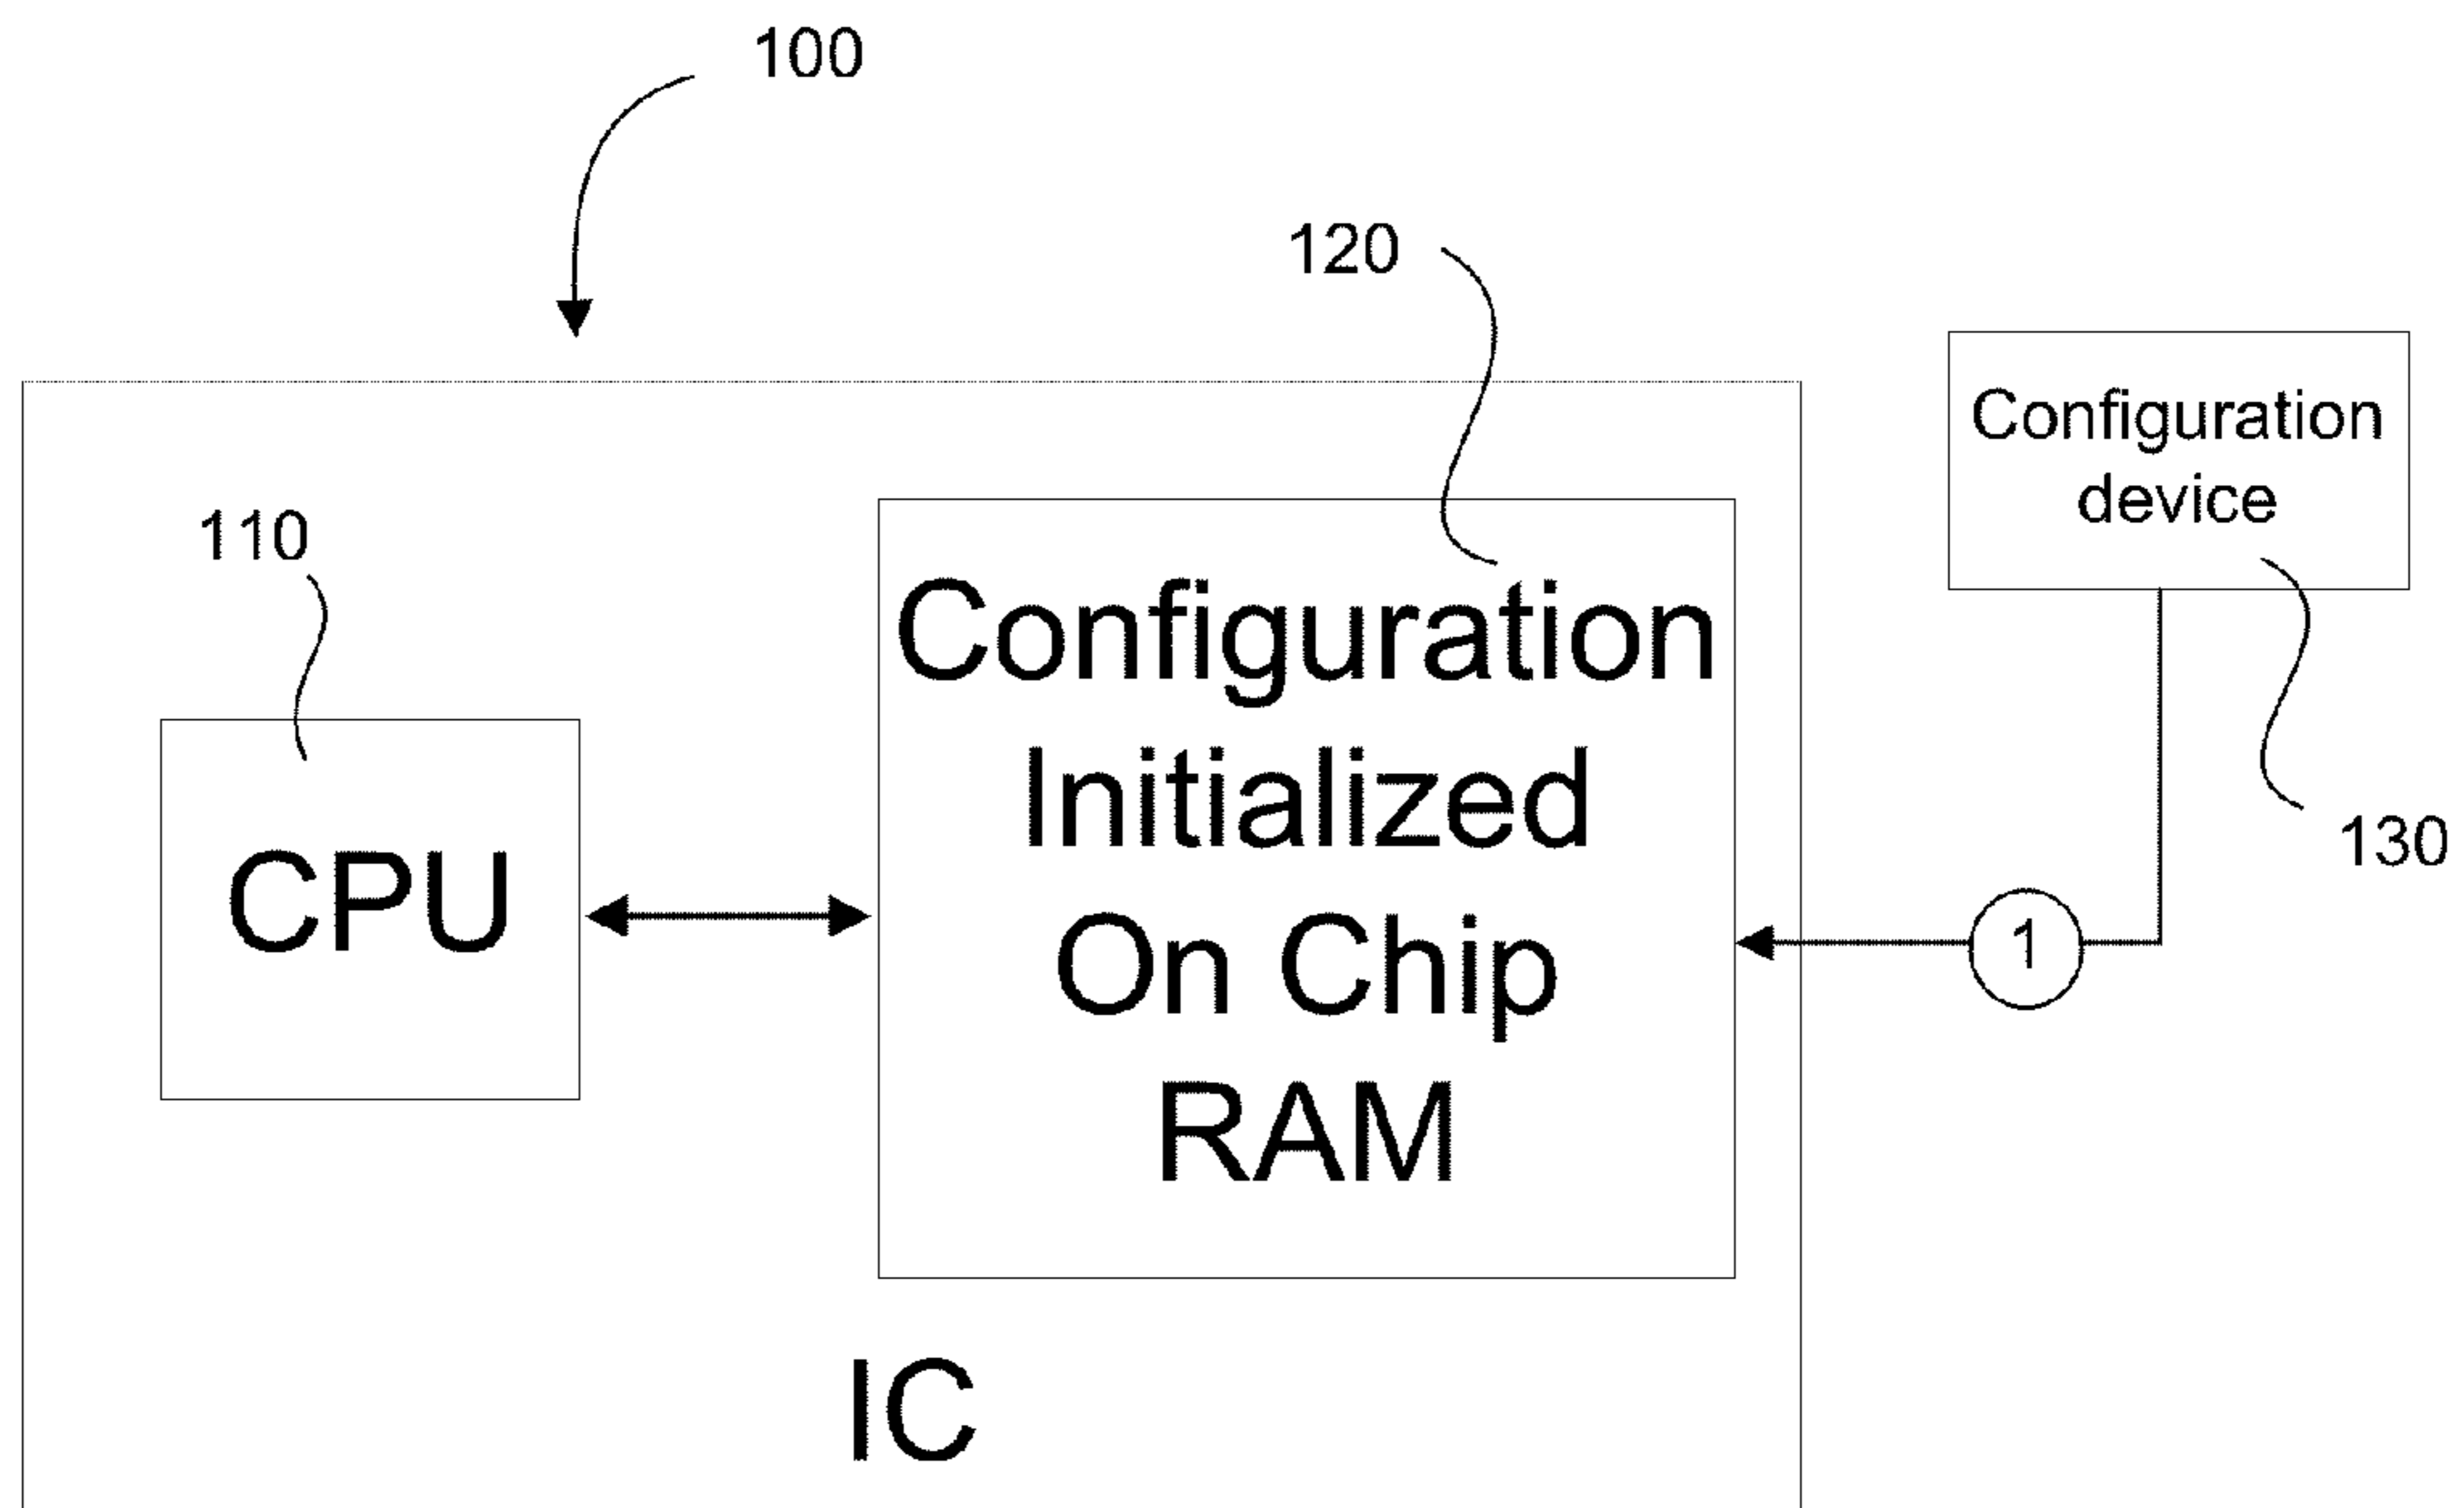 100
120
Configuration
device
110
Configuration
Initialized
On Chip
RAM
CPU
130
1
IC